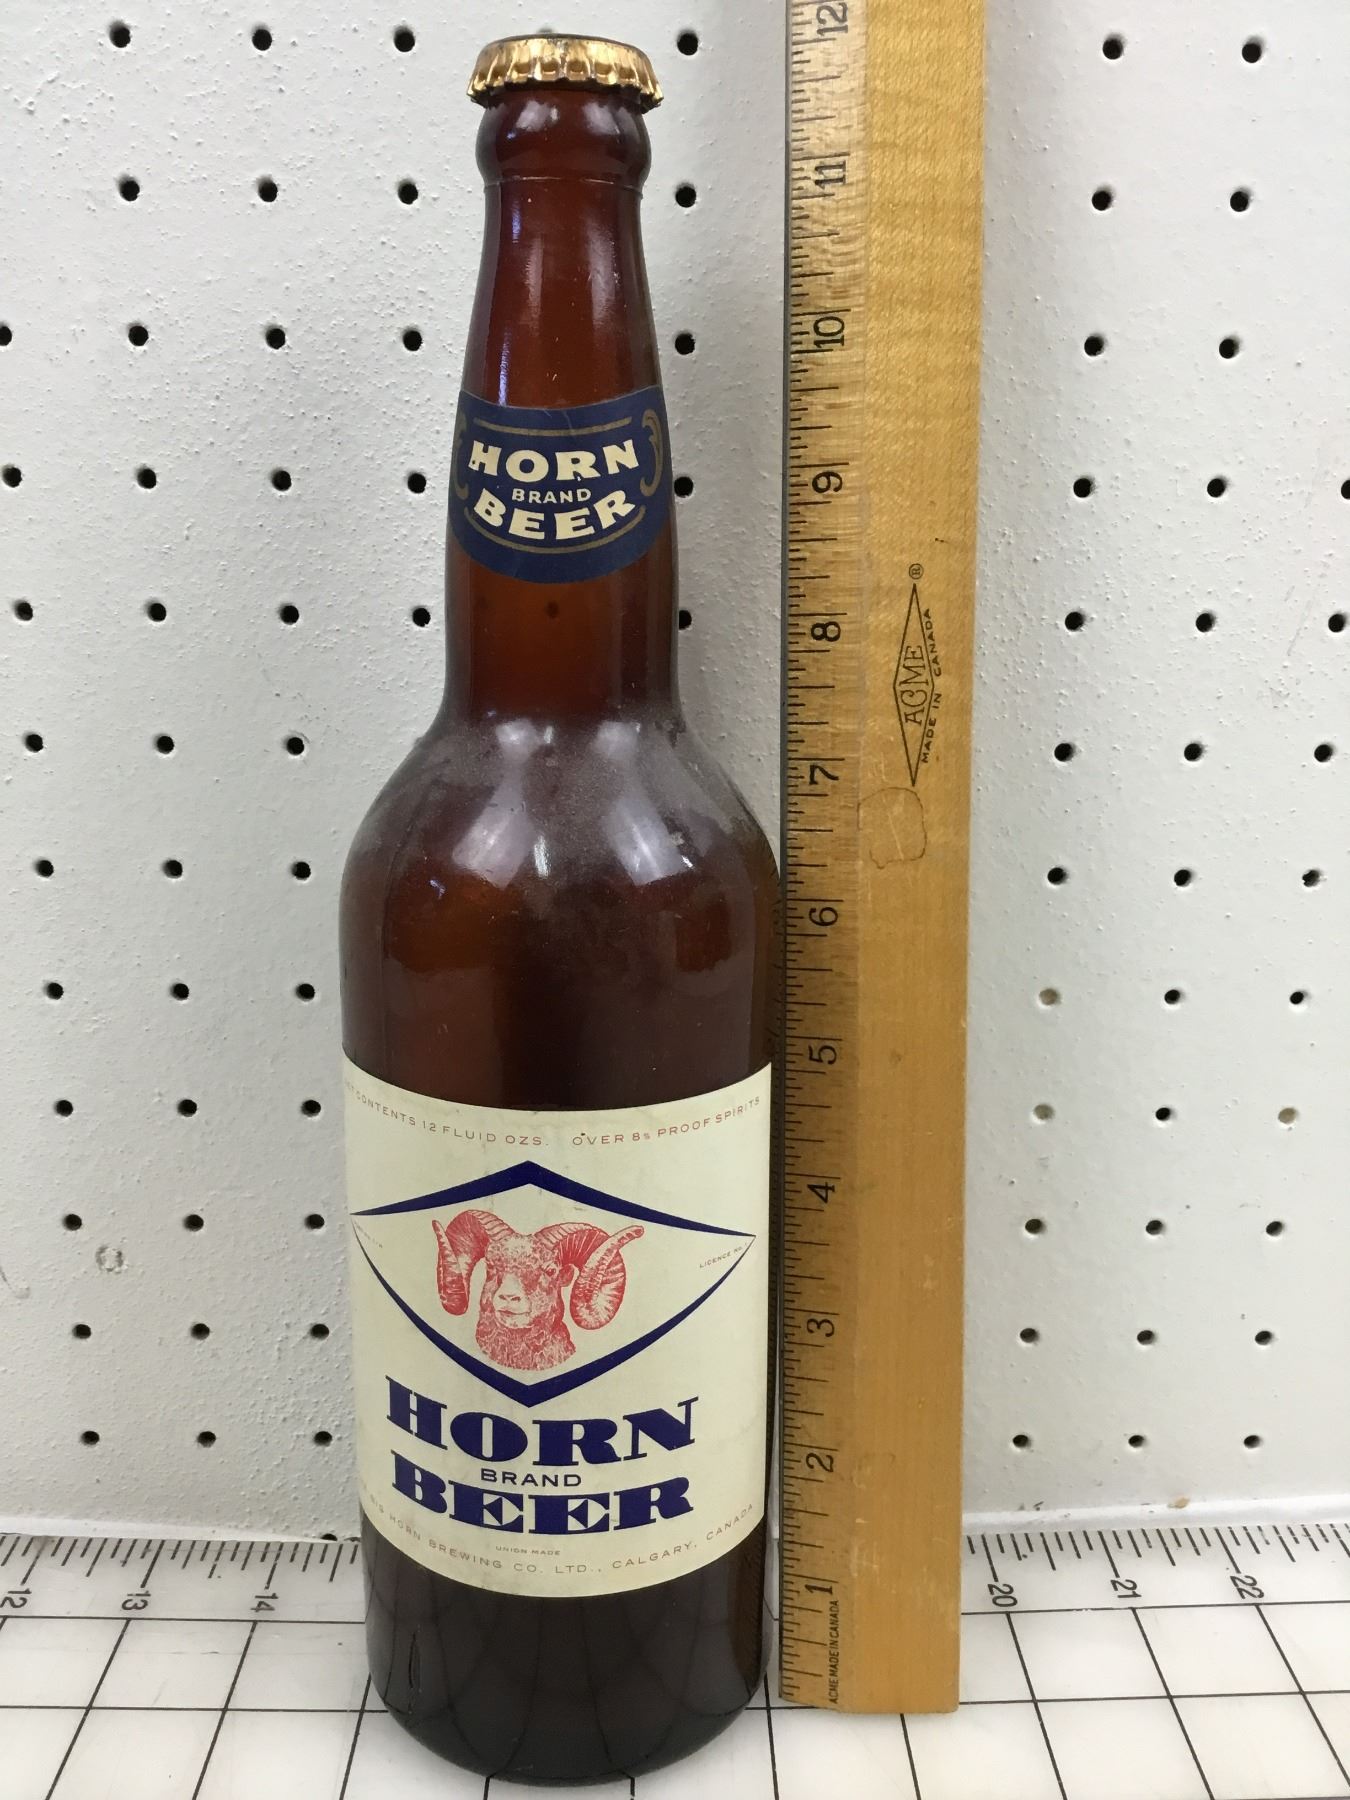 HORN
BRAND
BEER
CONTENTS 12 FLUID OZS. OVER 8% PROOF SPIRITS
LICENCE NO. 1
HORN
BRAND
BEER
UNION MADE
BIG HORN BREWING CO. LTD., CALGARY, CANADA
12
11
10
9
8
7
6
5
4
3
2
1
ACME ®
MADE IN CANADA
ACME MADE IN CANADA
12
13
14
20
21
22